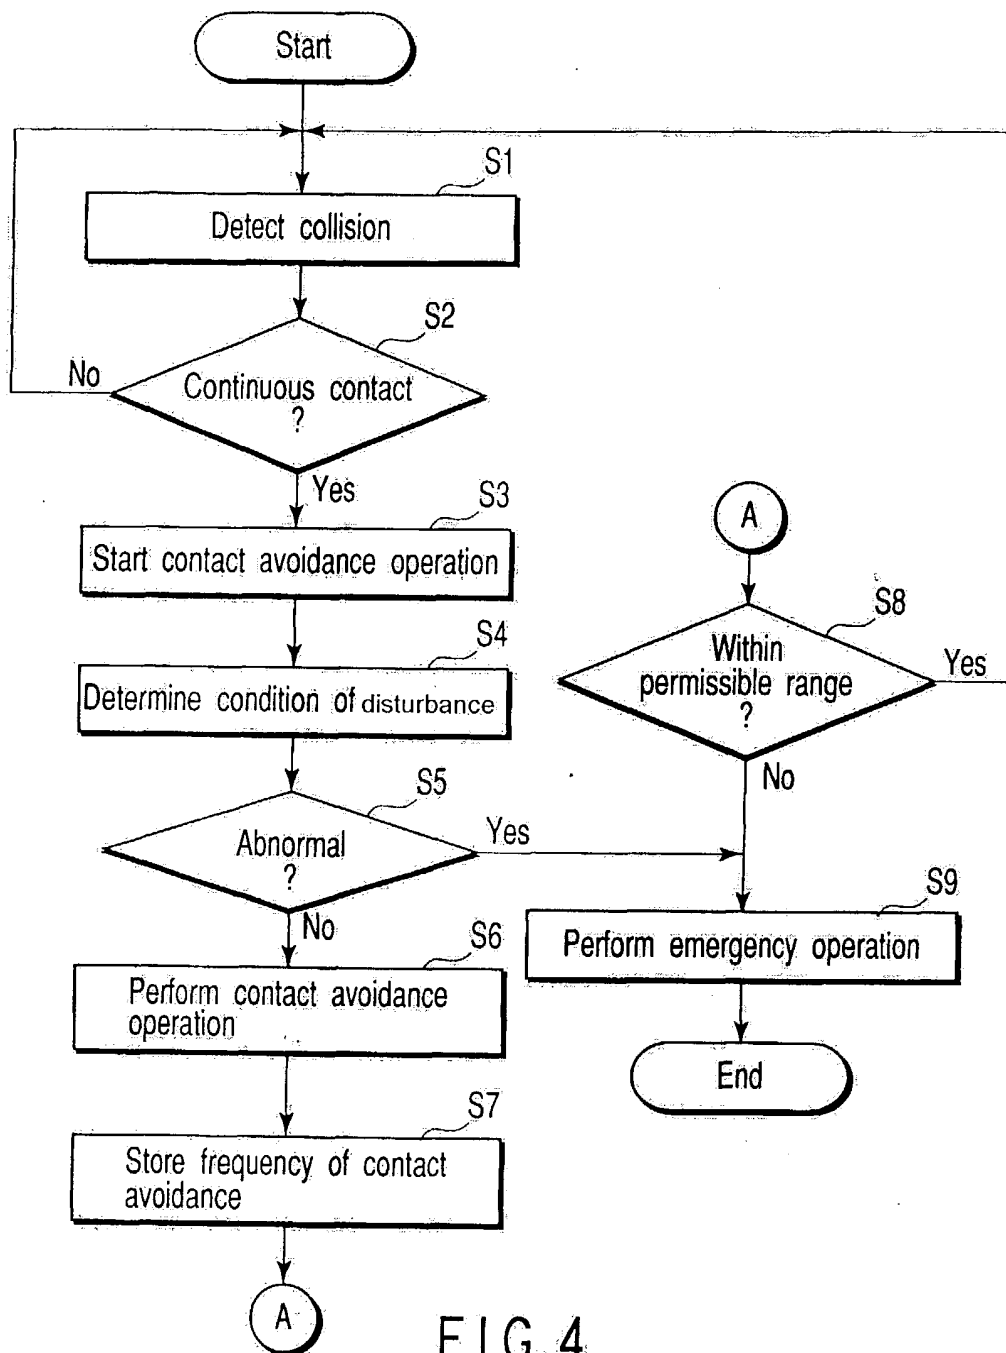 Start
S1
Detect collision
S2
No
Continuous contact
?
Yes
S3
Start contact avoidance operation
S4
Determine condition of disturbance
S5
Abnormal
?
Yes
No
S6
Perform contact avoidance
operation
S7
Store frequency of contact
avoidance
A
A
S8
Within
permissible range
?
Yes
No
S9
Perform emergency operation
End
FIG. 4